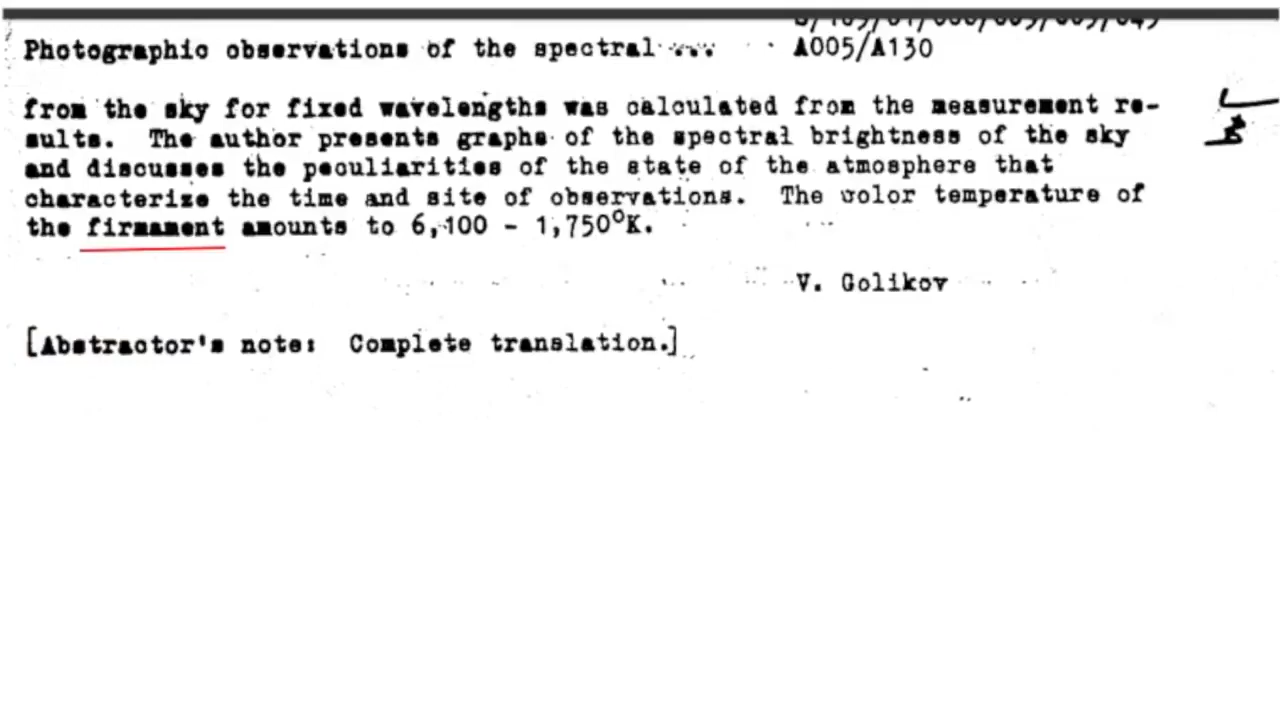 Photographic observations of the spectral ... A005/A130
from the sky for fixed wavelengths was calculated from the measurement re-
sults. The author presents graphs of the spectral brightness of the sky
and discusses the peculiarities of the state of the atmosphere that
characterize the time and site of observations. The color temperature of
the firmament amounts to 6,100 - 1,750°K.
V. Golikov
[Abstractor's note: Complete translation.]